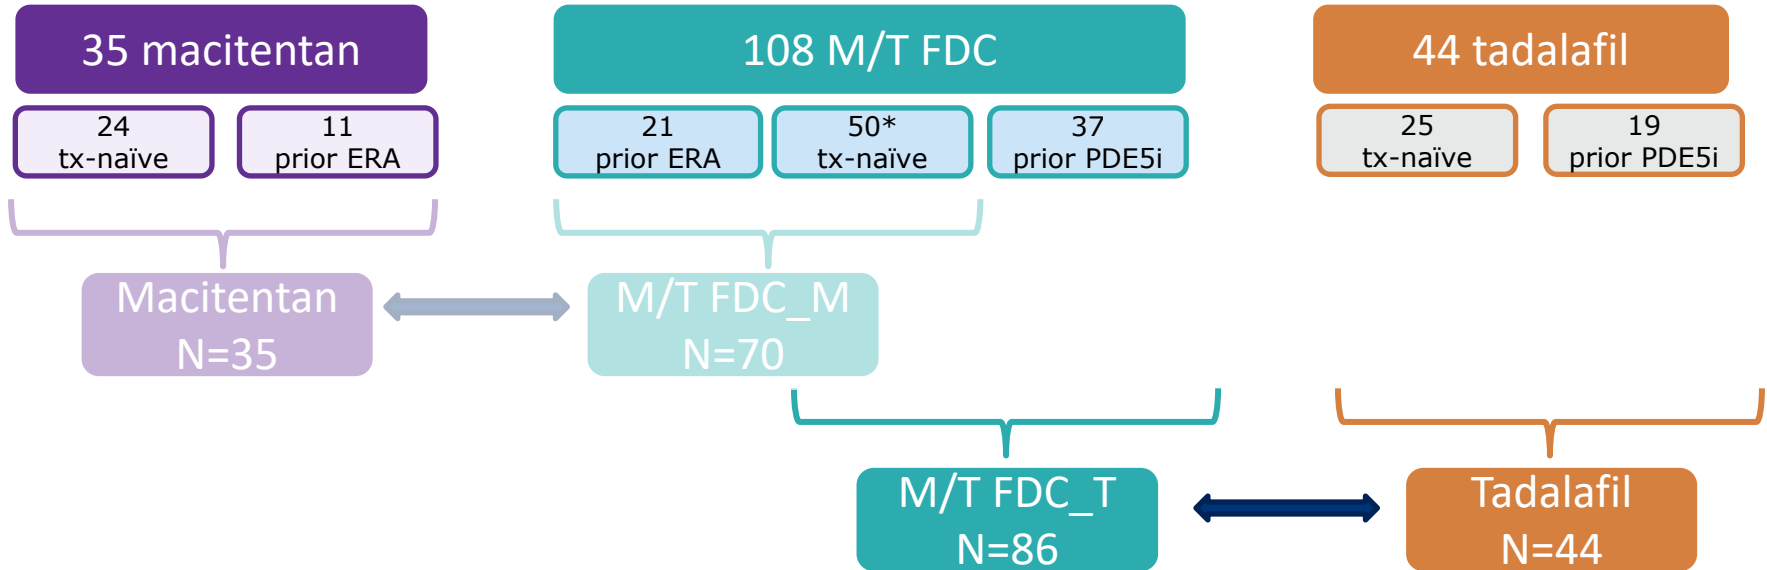 35 macitentan
108 M/T FDC
44 tadalafil
24
tx-naïve
11
prior ERA
21
prior ERA
50*
tx-naïve
37
prior PDE5i
25
tx-naïve
19
prior PDE5i
Macitentan
N=35
M/T FDC_M
N=70
M/T FDC_T
N=86
Tadalafil
N=44